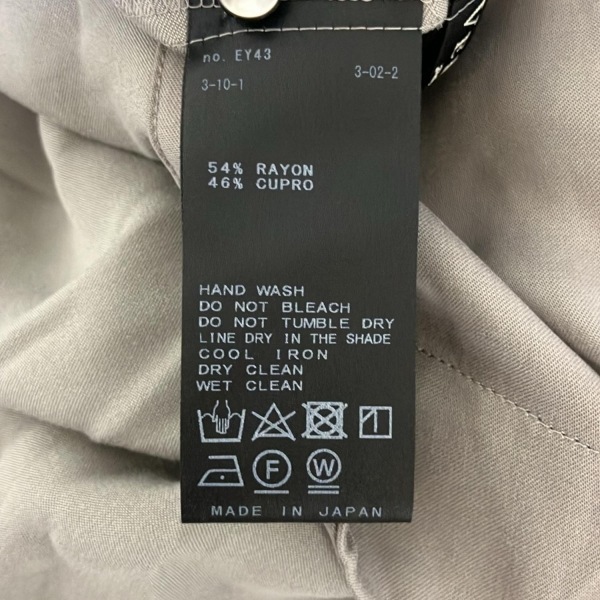 no. EY43
3-10-1 3-02-2
54% RAYON
46% CUPRO
HAND WASH
DO NOT BLEACH
DO NOT TUMBLE DRY
LINE DRY IN THE SHADE
COOL IRON
DRY CLEAN
WET CLEAN
F W
MADE IN JAPAN